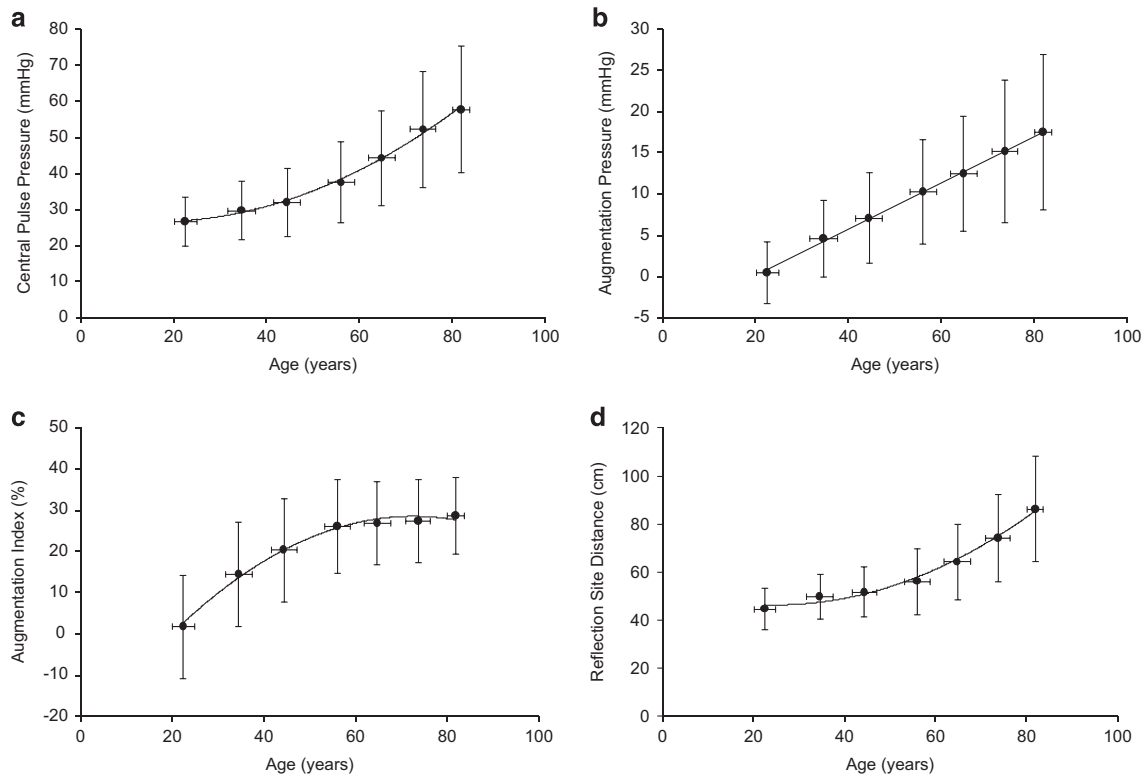 a
80
70
60
50
40
30
20
10
0
Central Pulse Pressure (mmHg)
0 20 40 60 80 100
Age (years)
b
30
25
20
15
10
5
0
-5
Augmentation Pressure (mmHg)
0 20 40 60 80 100
Age (years)
c
50
40
30
20
10
0
-10
-20
Augmentation Index (%)
0 20 40 60 80 100
Age (years)
d
120
100
80
60
40
20
0
Reflection Site Distance (cm)
0 20 40 60 80 100
Age (years)